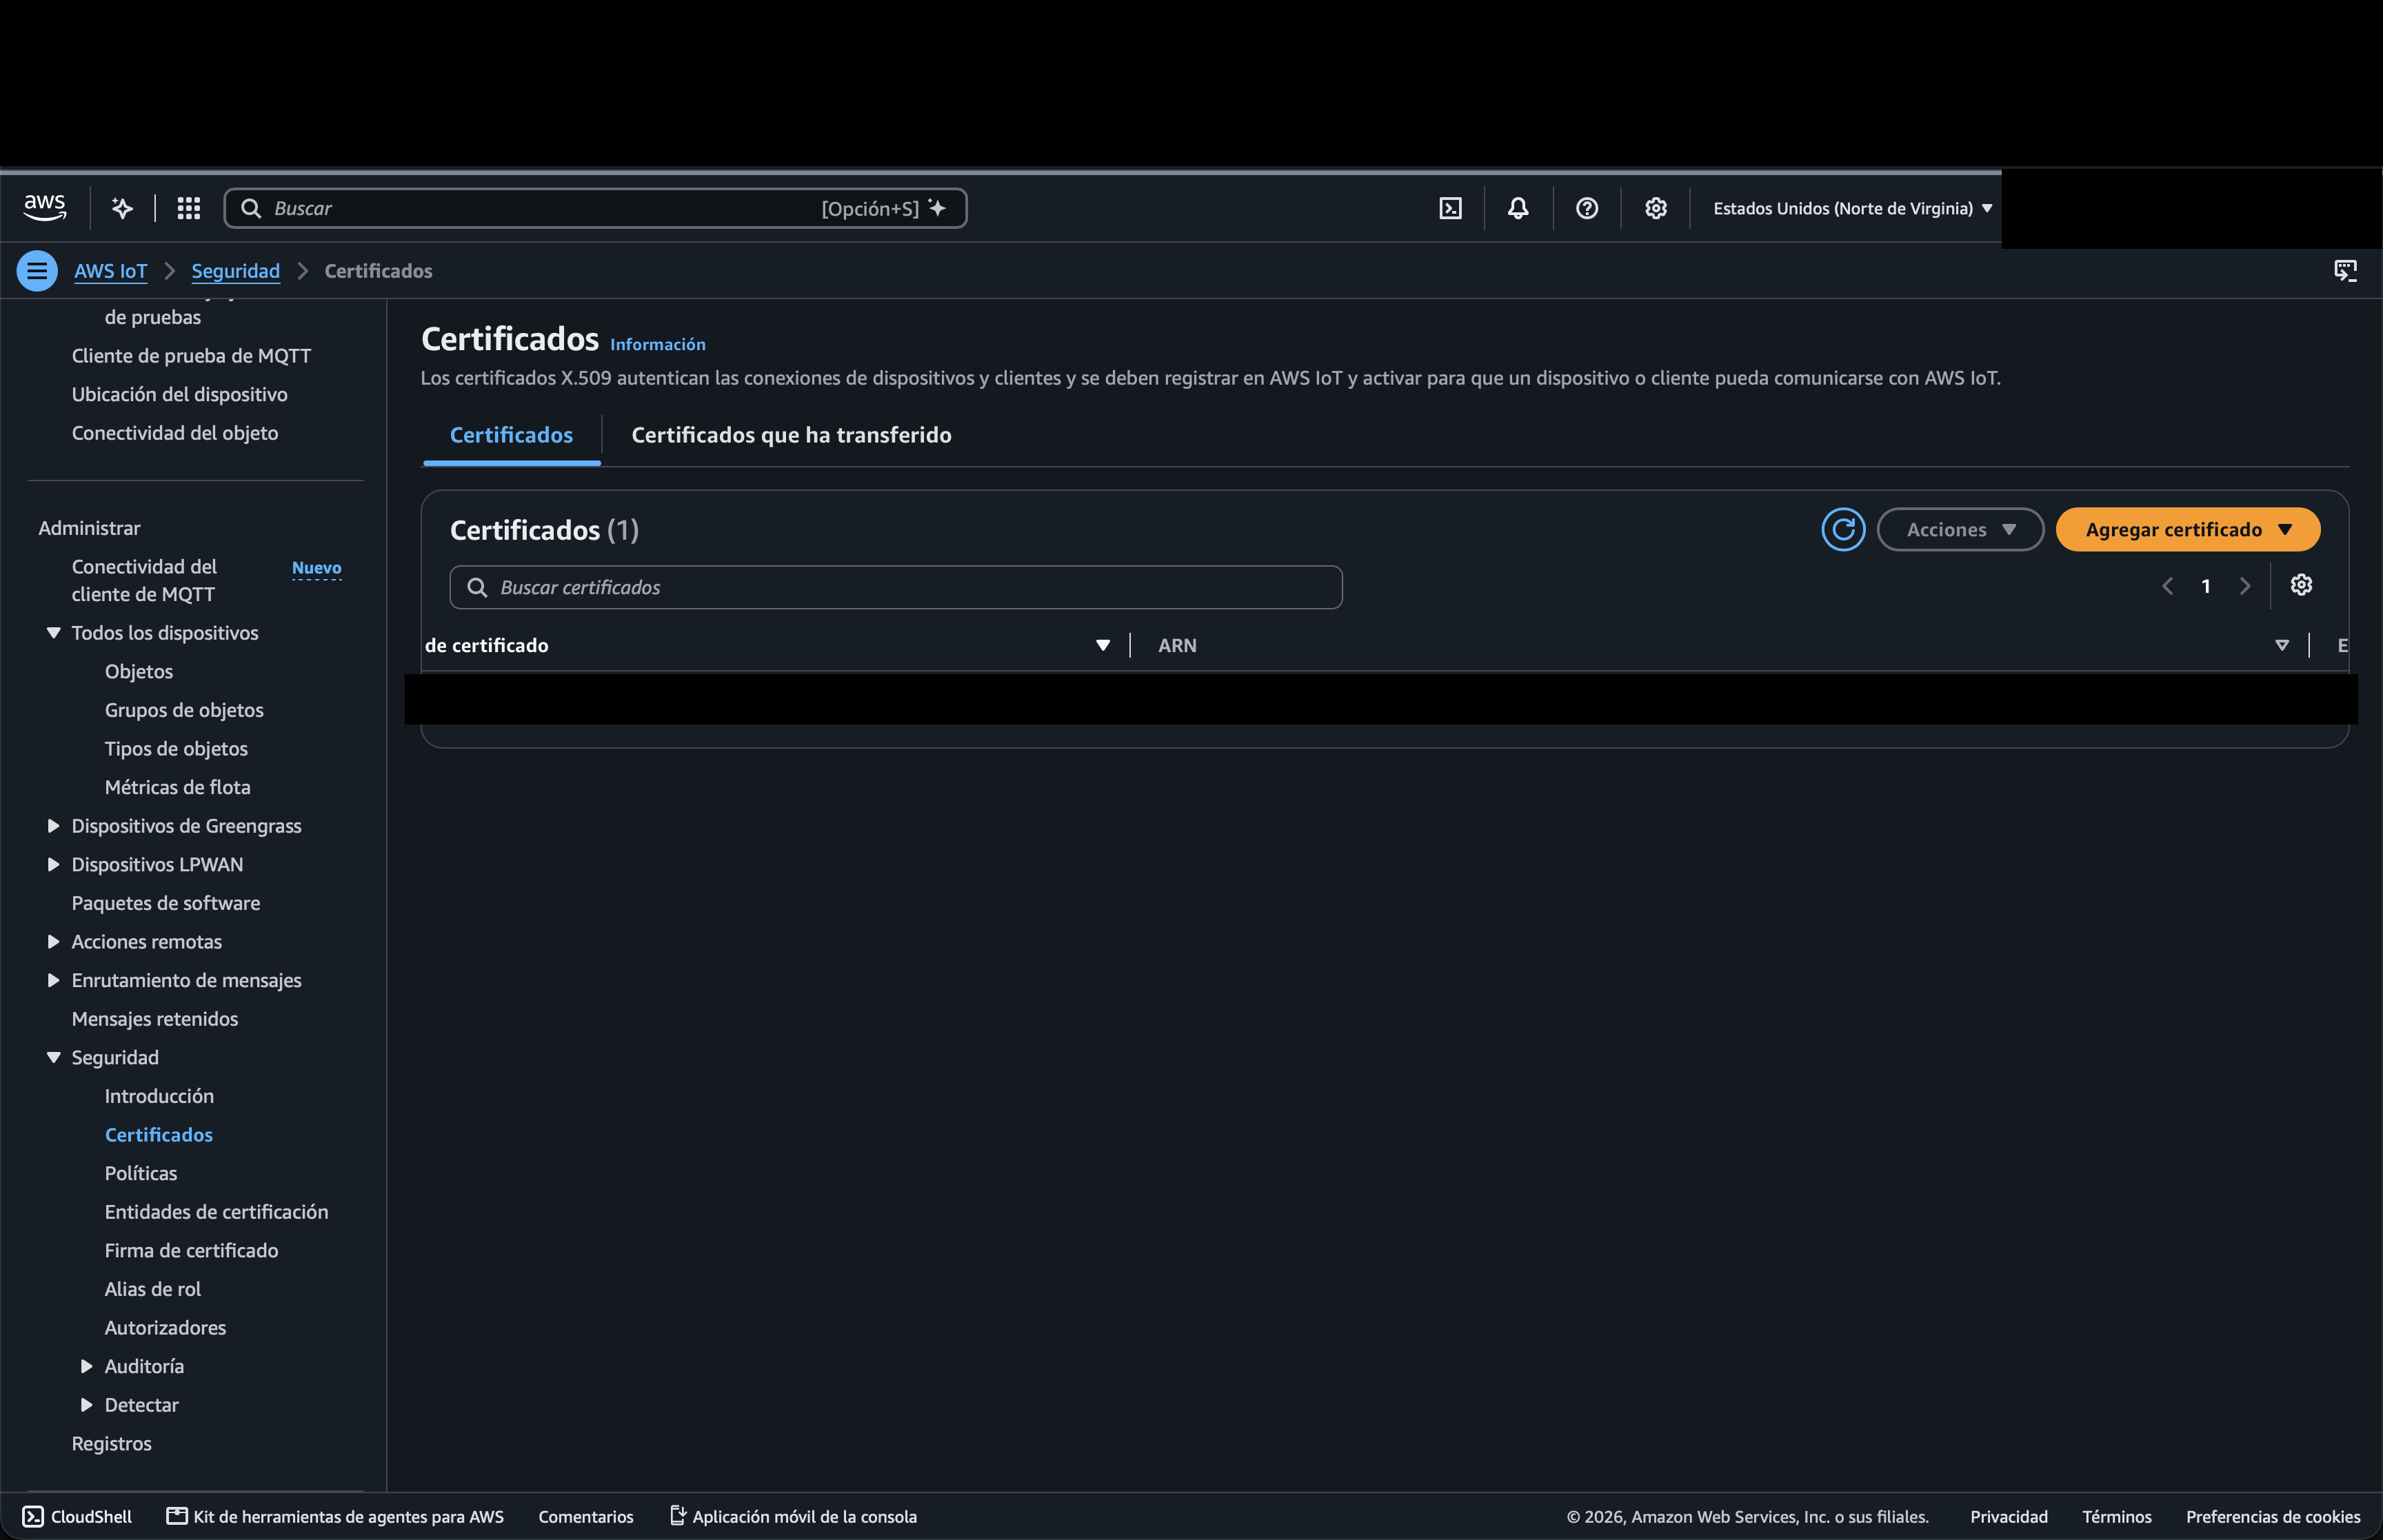 aws
Buscar
[Opción+S]
Estados Unidos (Norte de Virginia)
AWS IoT
Seguridad
Certificados
de pruebas
Cliente de prueba de MQTT
Ubicación del dispositivo
Conectividad del objeto
Administrar
Conectividad del
cliente de MQTT
Nuevo
Todos los dispositivos
Objetos
Grupos de objetos
Tipos de objetos
Métricas de flota
Dispositivos de Greengrass
Dispositivos LPWAN
Paquetes de software
Acciones remotas
Enrutamiento de mensajes
Mensajes retenidos
Seguridad
Introducción
Certificados
Políticas
Entidades de certificación
Firma de certificado
Alias de rol
Autorizadores
Auditoría
Detectar
Registros
Certificados Información
Los certificados X.509 autentican las conexiones de dispositivos y clientes y se deben registrar en AWS IoT y activar para que un dispositivo o cliente pueda comunicarse con AWS IoT.
Certificados
Certificados que ha transferido
Certificados (1)
Acciones
Agregar certificado
Buscar certificados
1
de certificado
ARN
E
CloudShell
Kit de herramientas de agentes para AWS
Comentarios
Aplicación móvil de la consola
© 2026, Amazon Web Services, Inc. o sus filiales.
Privacidad
Términos
Preferencias de cookies